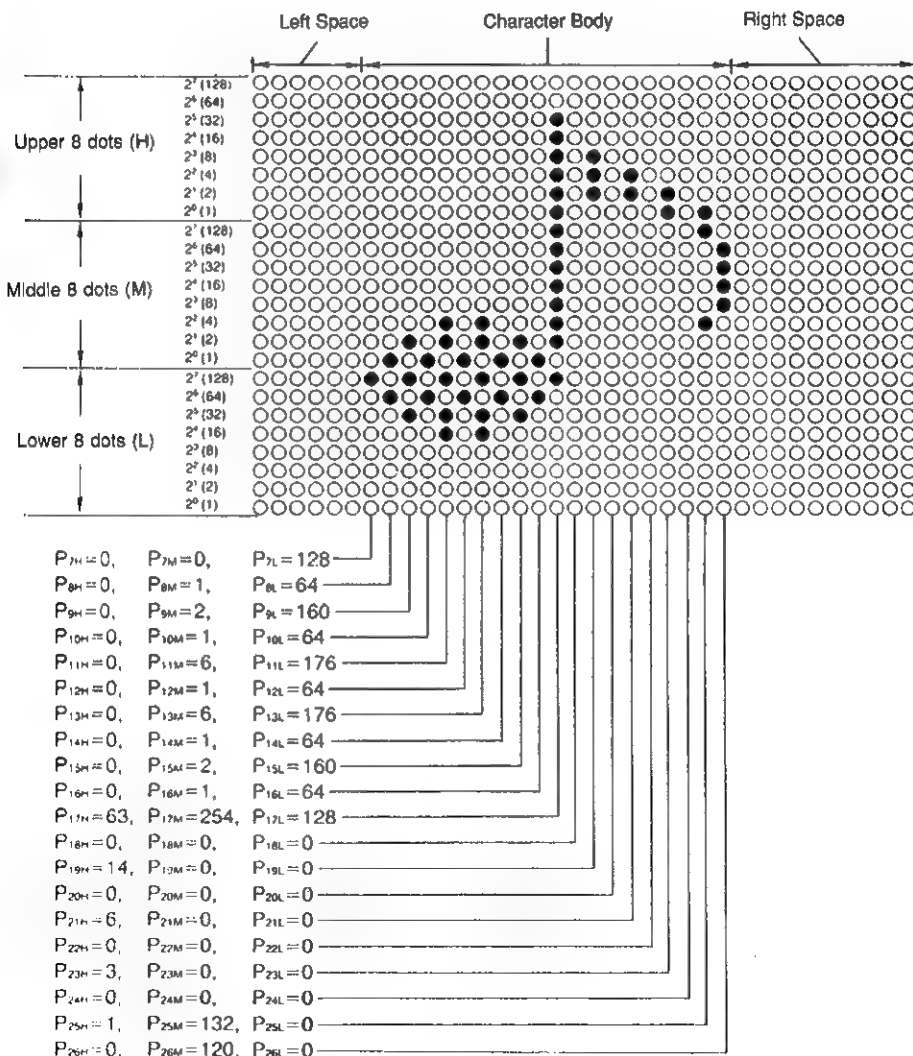 Left Space Character Body Right Space
2⁷ (128)
2⁶ (64)
2⁵ (32)
2⁴ (16)
Upper 8 dots (H)
2³ (8)
2² (4)
2¹ (2)
2⁰ (1)
2⁷ (128)
2⁶ (64)
2⁵ (32)
2⁴ (16)
Middle 8 dots (M)
2³ (8)
2² (4)
2¹ (2)
2⁰ (1)
2⁷ (128)
2⁶ (64)
2⁵ (32)
2⁴ (16)
Lower 8 dots (L)
2³ (8)
2² (4)
2¹ (2)
2⁰ (1)
P7H=0, P7M=0, P7L=128
P8H=0, P8M=1, P8L=64
P9H=0, P9M=2, P9L=160
P10H=0, P10M=1, P10L=64
P11H=0, P11M=6, P11L=176
P12H=0, P12M=1, P12L=64
P13H=0, P13M=6, P13L=176
P14H=0, P14M=1, P14L=64
P15H=0, P15M=2, P15L=160
P16H=0, P16M=1, P16L=64
P17H=63, P17M=254, P17L=128
P18H=0, P18M=0, P18L=0
P19H=14, P19M=0, P19L=0
P20H=0, P20M=0, P20L=0
P21H=6, P21M=0, P21L=0
P22H=0, P22M=0, P22L=0
P23H=3, P23M=0, P23L=0
P24H=0, P24M=0, P24L=0
P25H=1, P25M=132, P25L=0
P26H=0, P26M=120, P26L=0